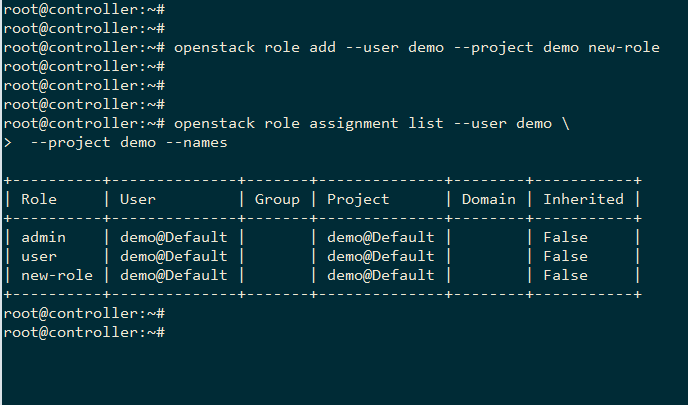 root@controller:~#
root@controller:~#
root@controller:~# openstack role add --user demo --project demo new-role
root@controller:~#
root@controller:~#
root@controller:~#
root@controller:~# openstack role assignment list --user demo \
>  --project demo --names

+----------+--------------+-------+--------------+--------+-----------+
| Role     | User         | Group | Project      | Domain | Inherited |
+----------+--------------+-------+--------------+--------+-----------+
| admin    | demo@Default |       | demo@Default |        | False     |
| user     | demo@Default |       | demo@Default |        | False     |
| new-role | demo@Default |       | demo@Default |        | False     |
+----------+--------------+-------+--------------+--------+-----------+
root@controller:~#
root@controller:~#